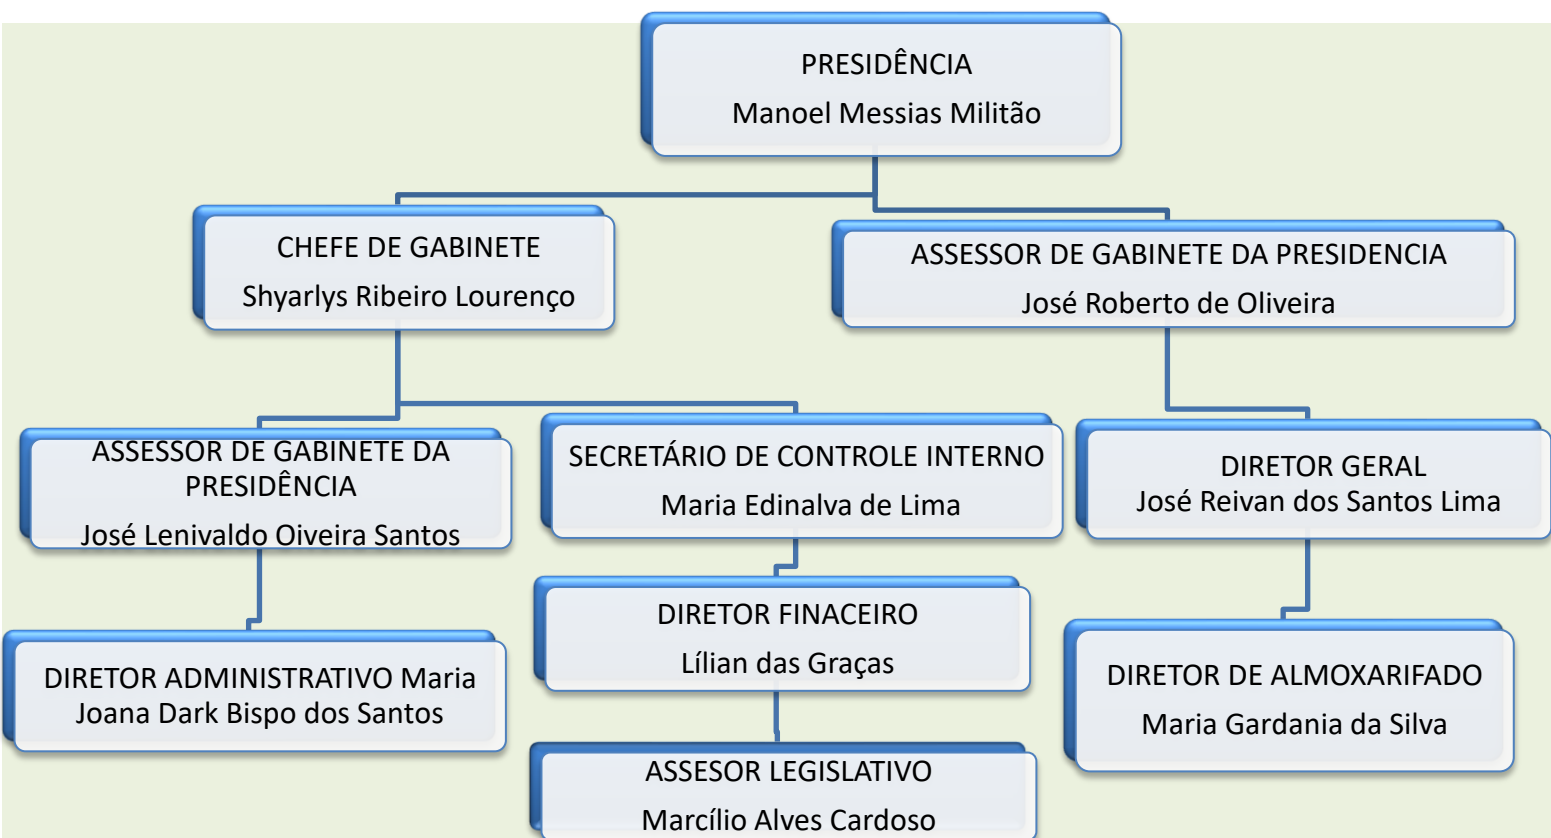 PRESIDÊNCIA
Manoel Messias Militão
CHEFE DE GABINETE
Shyarlys Ribeiro Lourenço
ASSESSOR DE GABINETE DA PRESIDENCIA
José Roberto de Oliveira
ASSESSOR DE GABINETE DA
PRESIDÊNCIA
José Lenivaldo Oiveira Santos
SECRETÁRIO DE CONTROLE INTERNO
Maria Edinalva de Lima
DIRETOR GERAL
José Reivan dos Santos Lima
DIRETOR ADMINISTRATIVO Maria
Joana Dark Bispo dos Santos
DIRETOR FINACEIRO
Lílian das Graças
DIRETOR DE ALMOXARIFADO
Maria Gardania da Silva
ASSESOR LEGISLATIVO
Marcílio Alves Cardoso